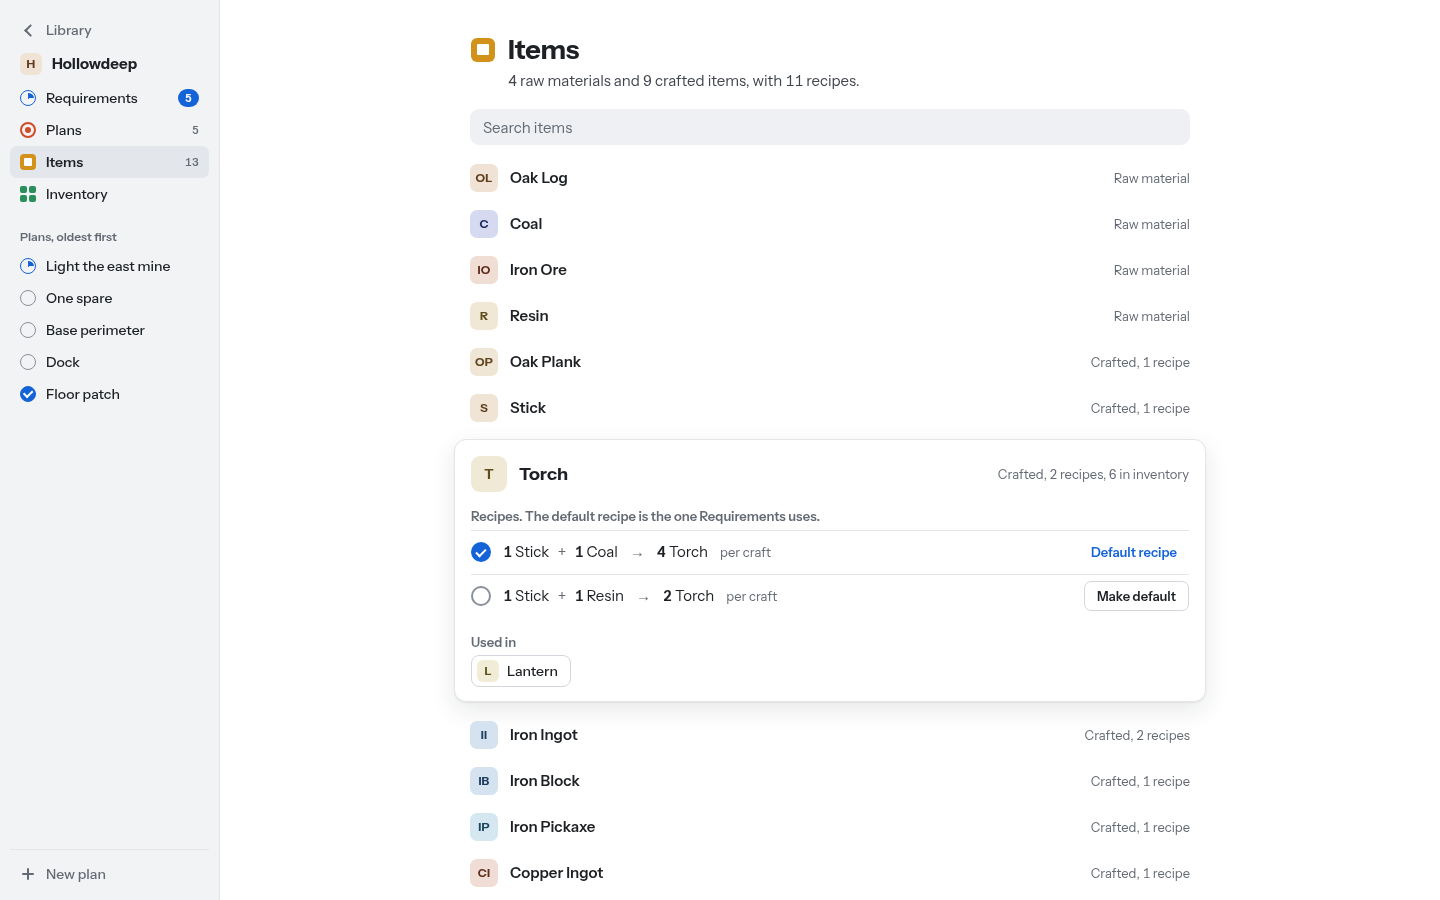 Library
H Hollowdeep
Requirements 5
Plans 5
Items 13
Inventory
Plans, oldest first
Light the east mine
One spare
Base perimeter
Dock
Floor patch
New plan
Items
4 raw materials and 9 crafted items, with 11 recipes.
Search items
OL Oak Log Raw material
C Coal Raw material
IO Iron Ore Raw material
R Resin Raw material
OP Oak Plank Crafted, 1 recipe
S Stick Crafted, 1 recipe
T Torch Crafted, 2 recipes, 6 in inventory
Recipes. The default recipe is the one Requirements uses.
1 Stick + 1 Coal → 4 Torch per craft Default recipe
1 Stick + 1 Resin → 2 Torch per craft Make default
Used in
L Lantern
II Iron Ingot Crafted, 2 recipes
IB Iron Block Crafted, 1 recipe
IP Iron Pickaxe Crafted, 1 recipe
CI Copper Ingot Crafted, 1 recipe